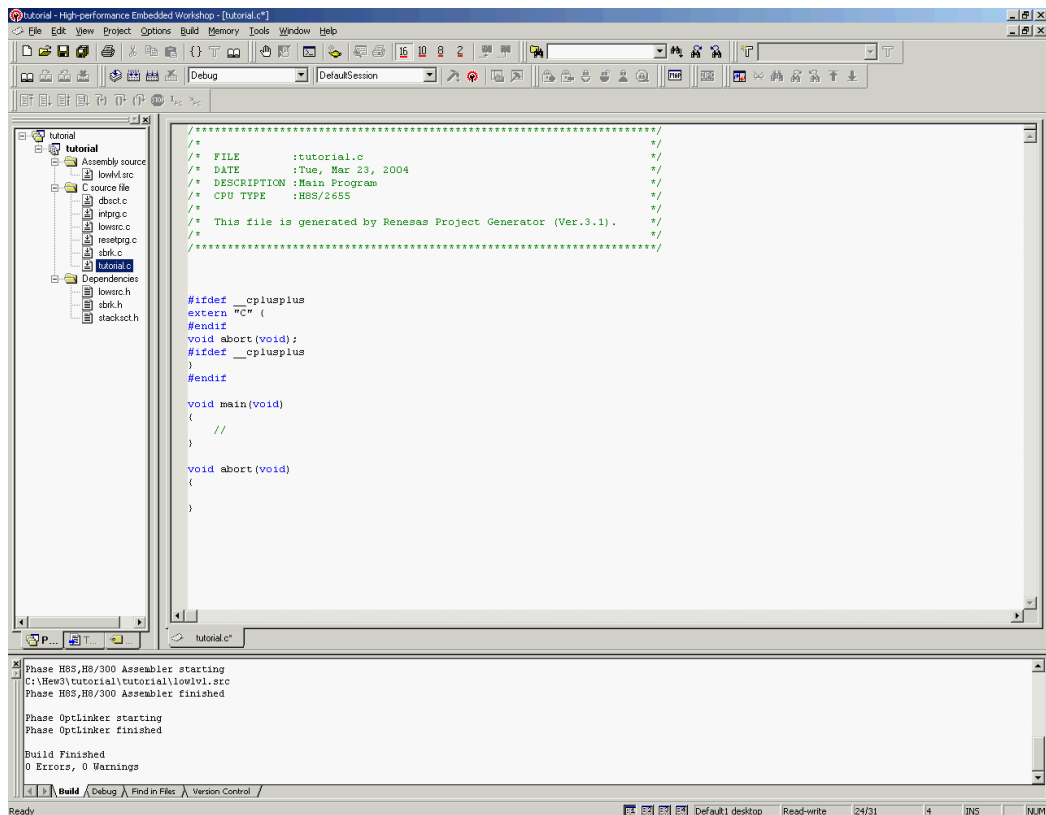 tutorial - High-performance Embedded Workshop - [tutorial.c*]
File Edit View Project Options Build Memory Tools Window Help
16 10 8 2
Debug DefaultSession
tutorial
tutorial
Assembly source
lowlvl.src
C source file
dbsct.c
intprg.c
lowsrc.c
resetprg.c
sbrk.c
tutorial.c
Dependencies
lowsrc.h
sbrk.h
stacksct.h
P... T... ...
/***********************************************************************/
/*                                                                     */
/*  FILE        :tutorial.c                                            */
/*  DATE        :Tue, Mar 23, 2004                                     */
/*  DESCRIPTION :Main Program                                          */
/*  CPU TYPE    :H8S/2655                                              */
/*                                                                     */
/*  This file is generated by Renesas Project Generator (Ver.3.1).     */
/*                                                                     */
/***********************************************************************/
#ifdef __cplusplus
extern "C" {
#endif
void abort(void);
#ifdef __cplusplus
}
#endif
void main(void)
{
    //
}
void abort(void)
{
}
tutorial.c*
Phase H8S,H8/300 Assembler starting
C:\Hew3\tutorial\tutorial\lowlvl.src
Phase H8S,H8/300 Assembler finished
Phase OptLinker starting
Phase OptLinker finished
Build Finished
0 Errors, 0 Warnings
Build Debug Find in Files Version Control
Ready Default1 desktop Read-write 24/31 4 INS NUM